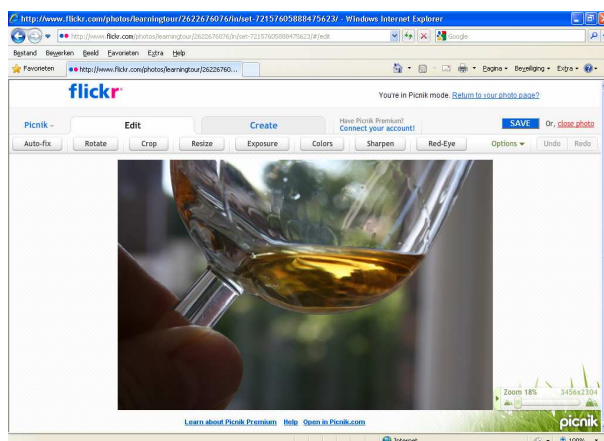 http://www.flickr.com/photos/learningtour/2622676076/in/set-72157605888475623/ - Windows Internet Explorer
http://www.flickr.com/photos/learningtour/2622676076/in/set-72157605888475623/#/edit
Google
Bestand Bewerken Beeld Favorieten Extra Help
Favorieten http://www.flickr.com/photos/learningtour/26226760... Pagina Beveiliging Extra
flickr You're in Picnik mode. Return to your photo page?
Picnik Edit Create Have Picnik Premium? Connect your account! SAVE Or, close photo
Auto-fix Rotate Crop Resize Exposure Colors Sharpen Red-Eye Options Undo Redo
Zoom 18% 3456x2304
picnik
Learn about Picnik Premium Help Open in Picnik.com
Internet 100%